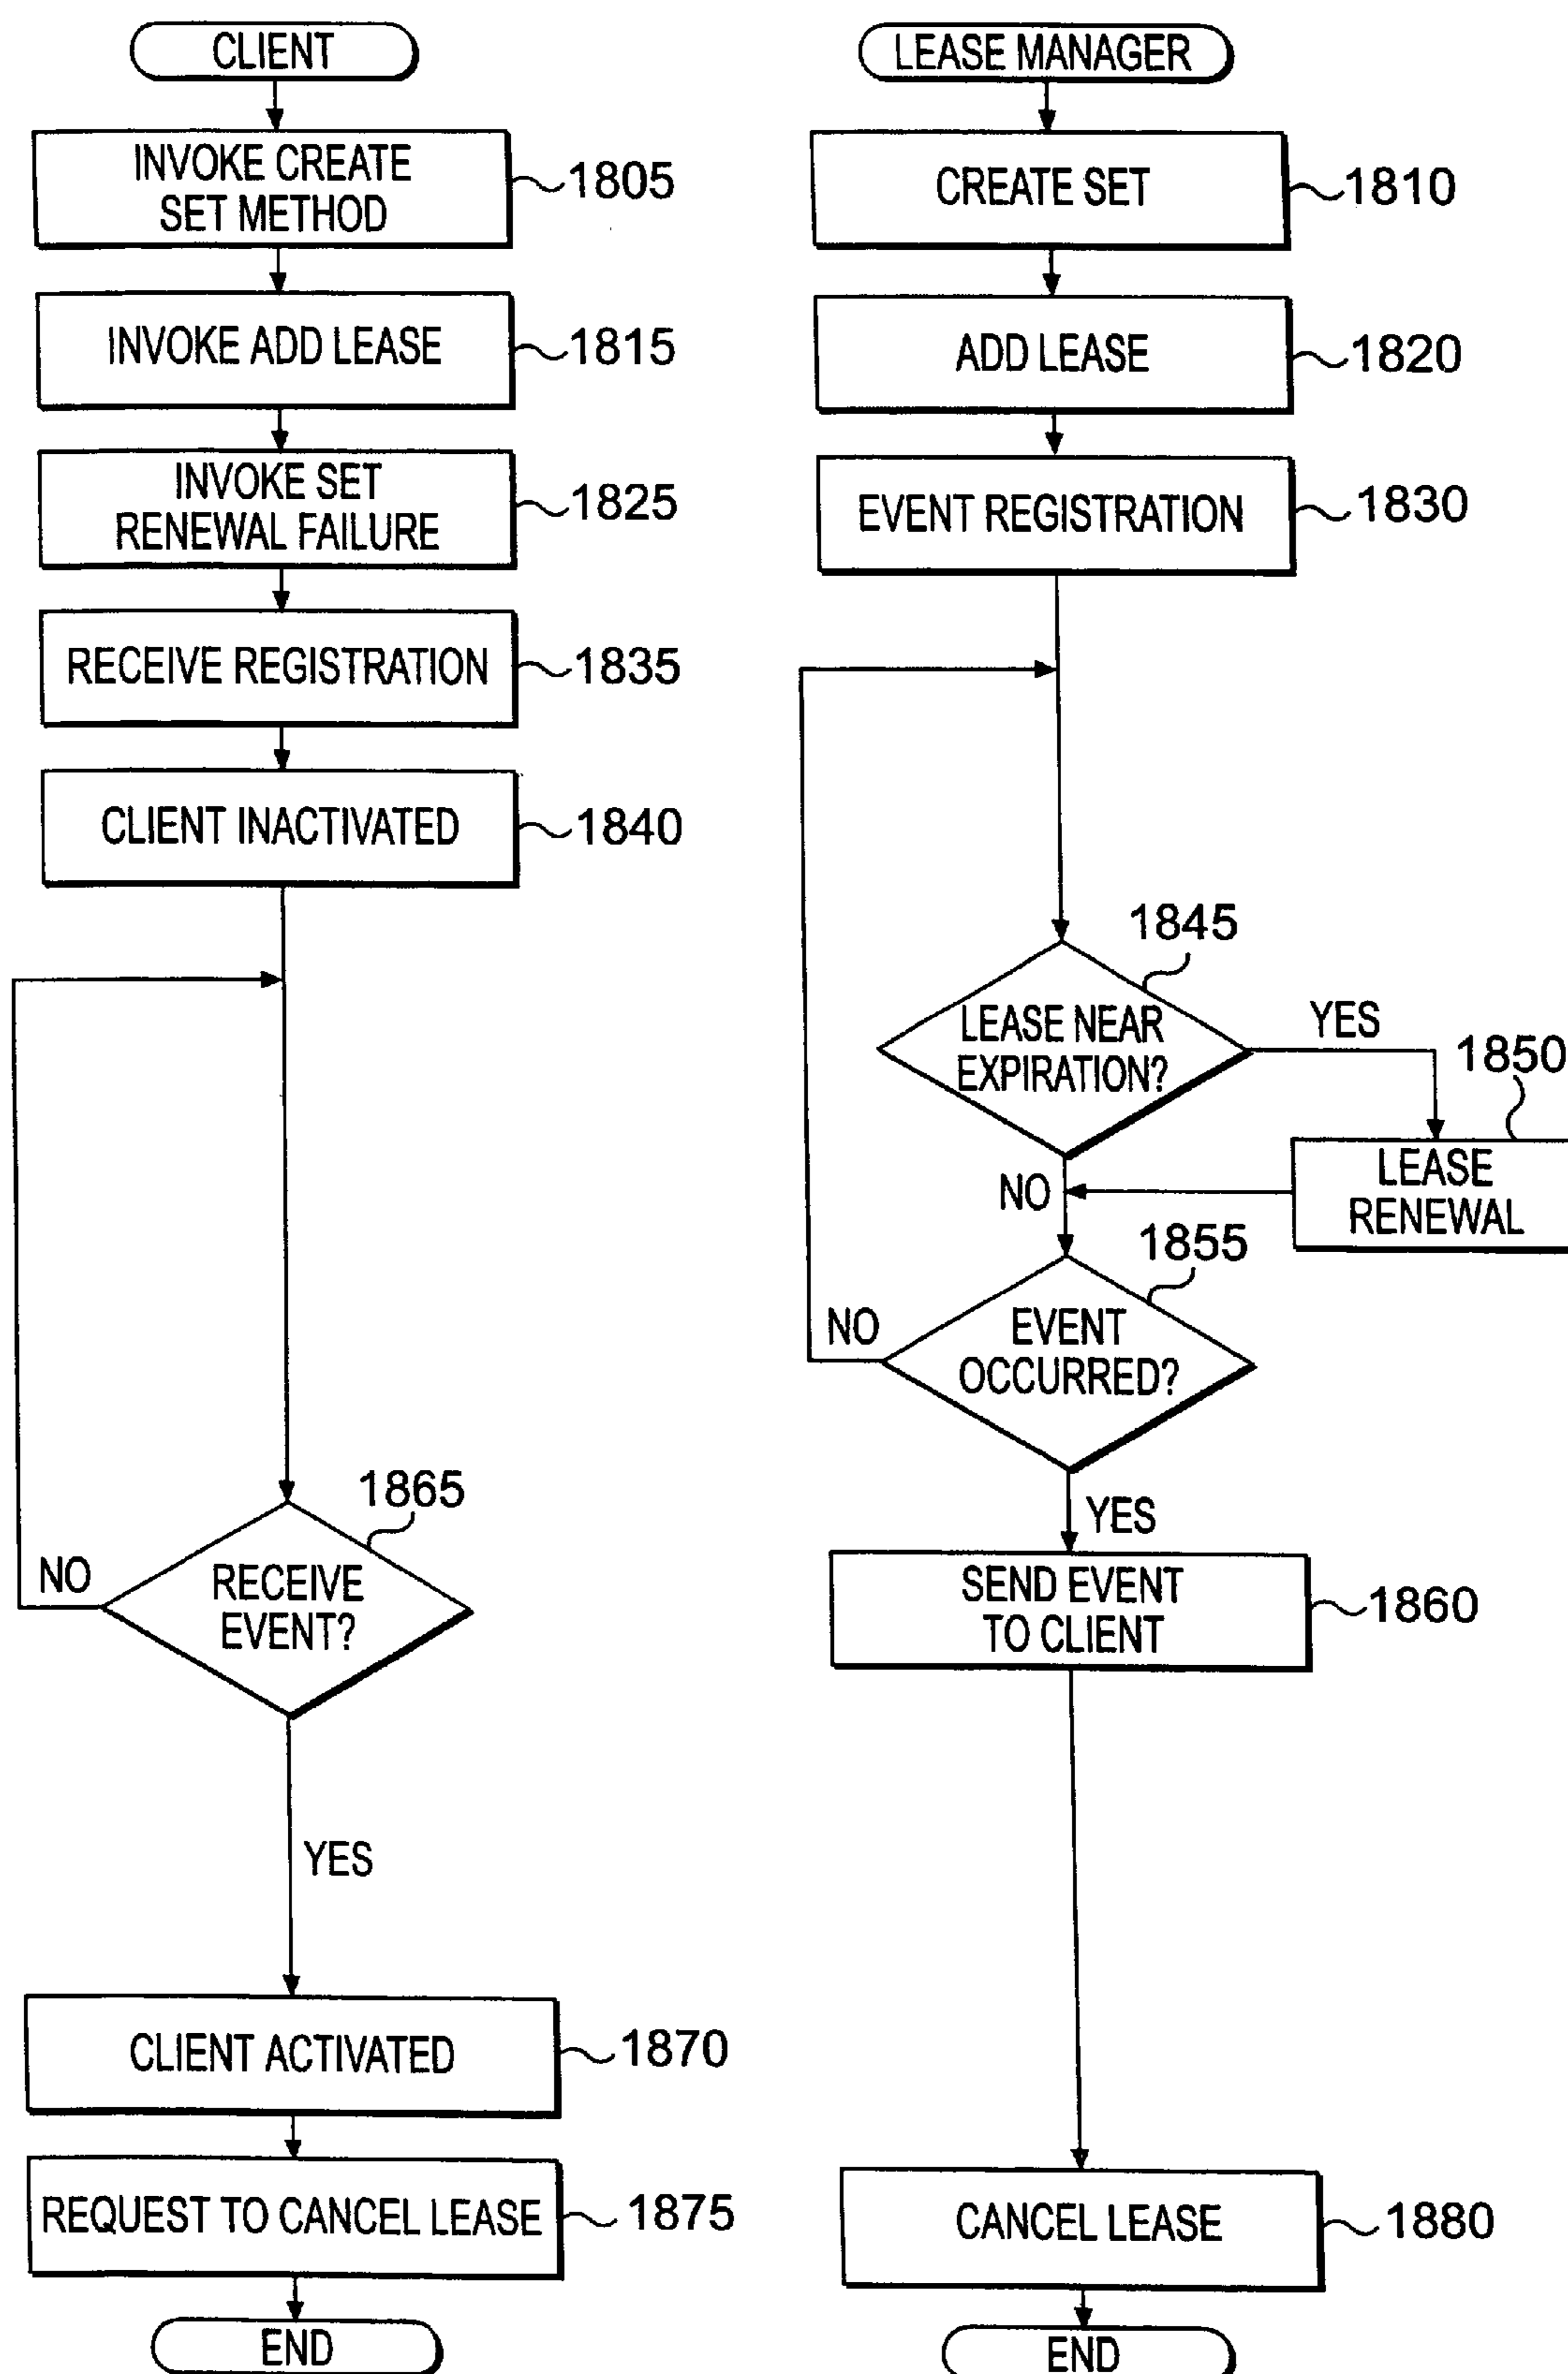 CLIENT
INVOKE CREATE
SET METHOD
1805
INVOKE ADD LEASE
1815
INVOKE SET
RENEWAL FAILURE
1825
RECEIVE REGISTRATION
1835
CLIENT INACTIVATED
1840
1865
RECEIVE
EVENT?
NO
YES
CLIENT ACTIVATED
1870
REQUEST TO CANCEL LEASE
1875
END
LEASE MANAGER
CREATE SET
1810
ADD LEASE
1820
EVENT REGISTRATION
1830
1845
LEASE NEAR
EXPIRATION?
YES
1850
LEASE
RENEWAL
NO
1855
EVENT
OCCURRED?
NO
YES
SEND EVENT
TO CLIENT
1860
CANCEL LEASE
1880
END